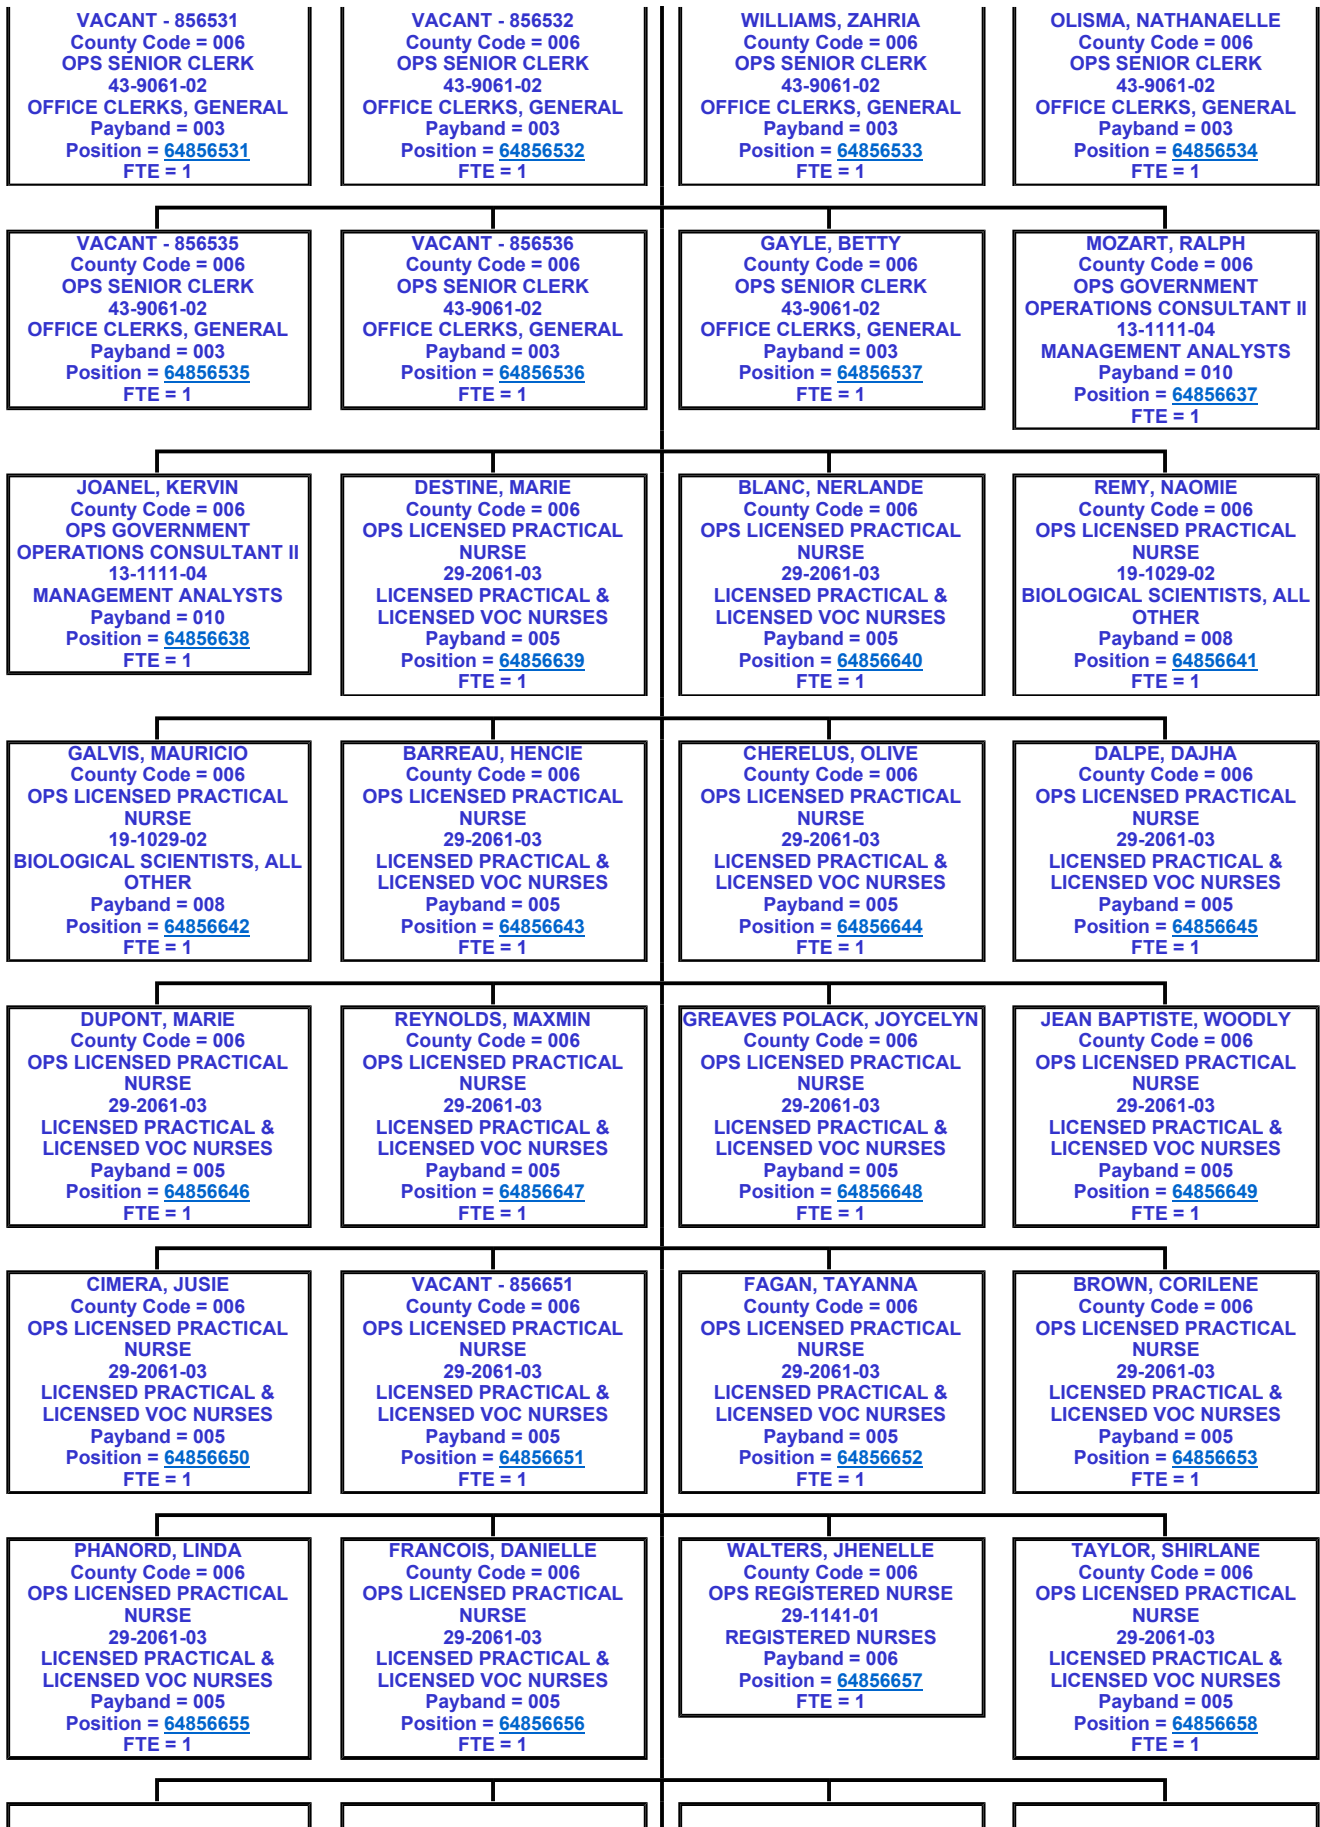 VACANT - 856531
County Code = 006
OPS SENIOR CLERK
43-9061-02
OFFICE CLERKS, GENERAL
Payband = 003
Position = 64856531
FTE = 1
VACANT - 856532
County Code = 006
OPS SENIOR CLERK
43-9061-02
OFFICE CLERKS, GENERAL
Payband = 003
Position = 64856532
FTE = 1
WILLIAMS, ZAHRIA
County Code = 006
OPS SENIOR CLERK
43-9061-02
OFFICE CLERKS, GENERAL
Payband = 003
Position = 64856533
FTE = 1
OLISMA, NATHANAELLE
County Code = 006
OPS SENIOR CLERK
43-9061-02
OFFICE CLERKS, GENERAL
Payband = 003
Position = 64856534
FTE = 1
VACANT - 856535
County Code = 006
OPS SENIOR CLERK
43-9061-02
OFFICE CLERKS, GENERAL
Payband = 003
Position = 64856535
FTE = 1
VACANT - 856536
County Code = 006
OPS SENIOR CLERK
43-9061-02
OFFICE CLERKS, GENERAL
Payband = 003
Position = 64856536
FTE = 1
GAYLE, BETTY
County Code = 006
OPS SENIOR CLERK
43-9061-02
OFFICE CLERKS, GENERAL
Payband = 003
Position = 64856537
FTE = 1
MOZART, RALPH
County Code = 006
OPS GOVERNMENT
OPERATIONS CONSULTANT II
13-1111-04
MANAGEMENT ANALYSTS
Payband = 010
Position = 64856637
FTE = 1
JOANEL, KERVIN
County Code = 006
OPS GOVERNMENT
OPERATIONS CONSULTANT II
13-1111-04
MANAGEMENT ANALYSTS
Payband = 010
Position = 64856638
FTE = 1
DESTINE, MARIE
County Code = 006
OPS LICENSED PRACTICAL
NURSE
29-2061-03
LICENSED PRACTICAL &
LICENSED VOC NURSES
Payband = 005
Position = 64856639
FTE = 1
BLANC, NERLANDE
County Code = 006
OPS LICENSED PRACTICAL
NURSE
29-2061-03
LICENSED PRACTICAL &
LICENSED VOC NURSES
Payband = 005
Position = 64856640
FTE = 1
REMY, NAOMIE
County Code = 006
OPS LICENSED PRACTICAL
NURSE
19-1029-02
BIOLOGICAL SCIENTISTS, ALL
OTHER
Payband = 008
Position = 64856641
FTE = 1
GALVIS, MAURICIO
County Code = 006
OPS LICENSED PRACTICAL
NURSE
19-1029-02
BIOLOGICAL SCIENTISTS, ALL
OTHER
Payband = 008
Position = 64856642
FTE = 1
BARREAU, HENCIE
County Code = 006
OPS LICENSED PRACTICAL
NURSE
29-2061-03
LICENSED PRACTICAL &
LICENSED VOC NURSES
Payband = 005
Position = 64856643
FTE = 1
CHERELUS, OLIVE
County Code = 006
OPS LICENSED PRACTICAL
NURSE
29-2061-03
LICENSED PRACTICAL &
LICENSED VOC NURSES
Payband = 005
Position = 64856644
FTE = 1
DALPE, DAJHA
County Code = 006
OPS LICENSED PRACTICAL
NURSE
29-2061-03
LICENSED PRACTICAL &
LICENSED VOC NURSES
Payband = 005
Position = 64856645
FTE = 1
DUPONT, MARIE
County Code = 006
OPS LICENSED PRACTICAL
NURSE
29-2061-03
LICENSED PRACTICAL &
LICENSED VOC NURSES
Payband = 005
Position = 64856646
FTE = 1
REYNOLDS, MAXMIN
County Code = 006
OPS LICENSED PRACTICAL
NURSE
29-2061-03
LICENSED PRACTICAL &
LICENSED VOC NURSES
Payband = 005
Position = 64856647
FTE = 1
GREAVES POLACK, JOYCELYN
County Code = 006
OPS LICENSED PRACTICAL
NURSE
29-2061-03
LICENSED PRACTICAL &
LICENSED VOC NURSES
Payband = 005
Position = 64856648
FTE = 1
JEAN BAPTISTE, WOODLY
County Code = 006
OPS LICENSED PRACTICAL
NURSE
29-2061-03
LICENSED PRACTICAL &
LICENSED VOC NURSES
Payband = 005
Position = 64856649
FTE = 1
CIMERA, JUSIE
County Code = 006
OPS LICENSED PRACTICAL
NURSE
29-2061-03
LICENSED PRACTICAL &
LICENSED VOC NURSES
Payband = 005
Position = 64856650
FTE = 1
VACANT - 856651
County Code = 006
OPS LICENSED PRACTICAL
NURSE
29-2061-03
LICENSED PRACTICAL &
LICENSED VOC NURSES
Payband = 005
Position = 64856651
FTE = 1
FAGAN, TAYANNA
County Code = 006
OPS LICENSED PRACTICAL
NURSE
29-2061-03
LICENSED PRACTICAL &
LICENSED VOC NURSES
Payband = 005
Position = 64856652
FTE = 1
BROWN, CORILENE
County Code = 006
OPS LICENSED PRACTICAL
NURSE
29-2061-03
LICENSED PRACTICAL &
LICENSED VOC NURSES
Payband = 005
Position = 64856653
FTE = 1
PHANORD, LINDA
County Code = 006
OPS LICENSED PRACTICAL
NURSE
29-2061-03
LICENSED PRACTICAL &
LICENSED VOC NURSES
Payband = 005
Position = 64856655
FTE = 1
FRANCOIS, DANIELLE
County Code = 006
OPS LICENSED PRACTICAL
NURSE
29-2061-03
LICENSED PRACTICAL &
LICENSED VOC NURSES
Payband = 005
Position = 64856656
FTE = 1
WALTERS, JHENELLE
County Code = 006
OPS REGISTERED NURSE
29-1141-01
REGISTERED NURSES
Payband = 006
Position = 64856657
FTE = 1
TAYLOR, SHIRLANE
County Code = 006
OPS LICENSED PRACTICAL
NURSE
29-2061-03
LICENSED PRACTICAL &
LICENSED VOC NURSES
Payband = 005
Position = 64856658
FTE = 1